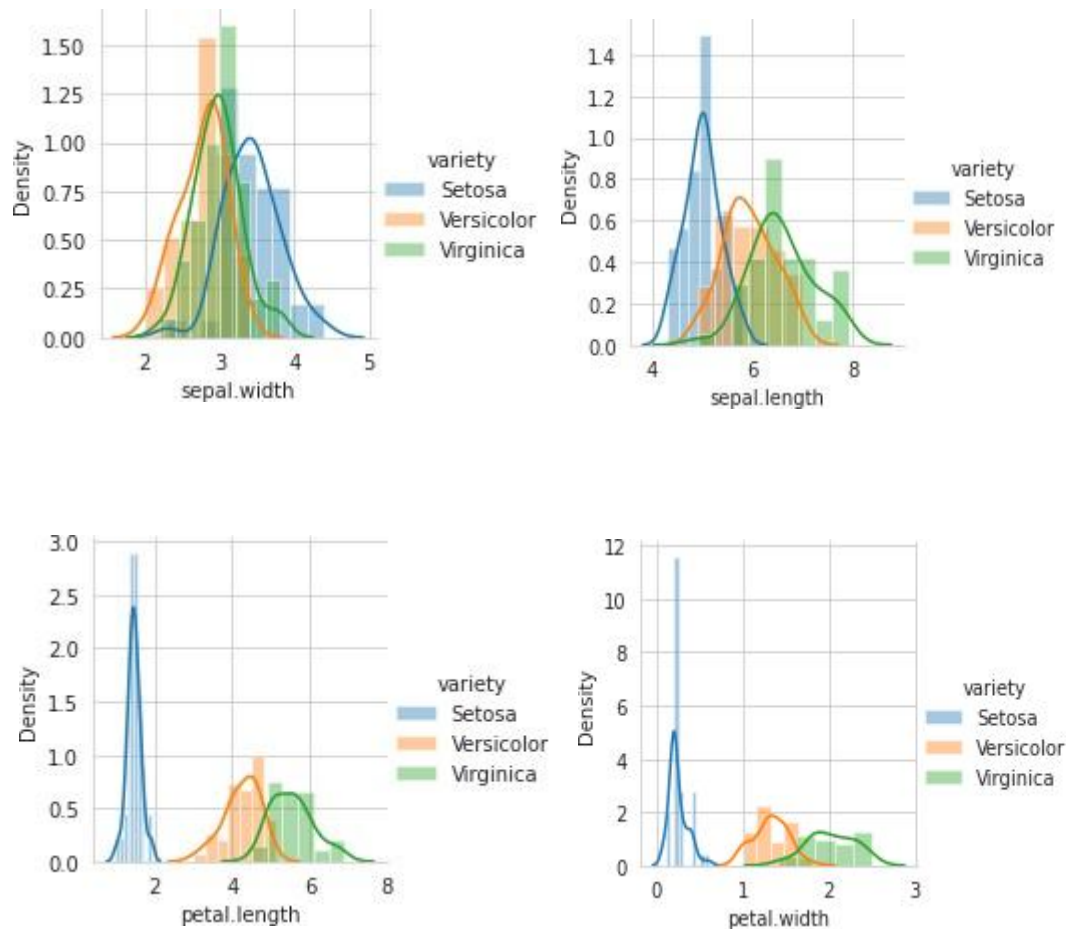 1.50
1.25
1.00
0.75
0.50
0.25
0.00
Density
2 3 4 5
sepal.width
variety
Setosa
Versicolor
Virginica
1.4
1.2
1.0
0.8
0.6
0.4
0.2
0.0
Density
4 6 8
sepal.length
variety
Setosa
Versicolor
Virginica
3.0
2.5
2.0
1.5
1.0
0.5
0.0
Density
2 4 6 8
petal.length
variety
Setosa
Versicolor
Virginica
12
10
8
6
4
2
0
Density
0 1 2 3
petal.width
variety
Setosa
Versicolor
Virginica